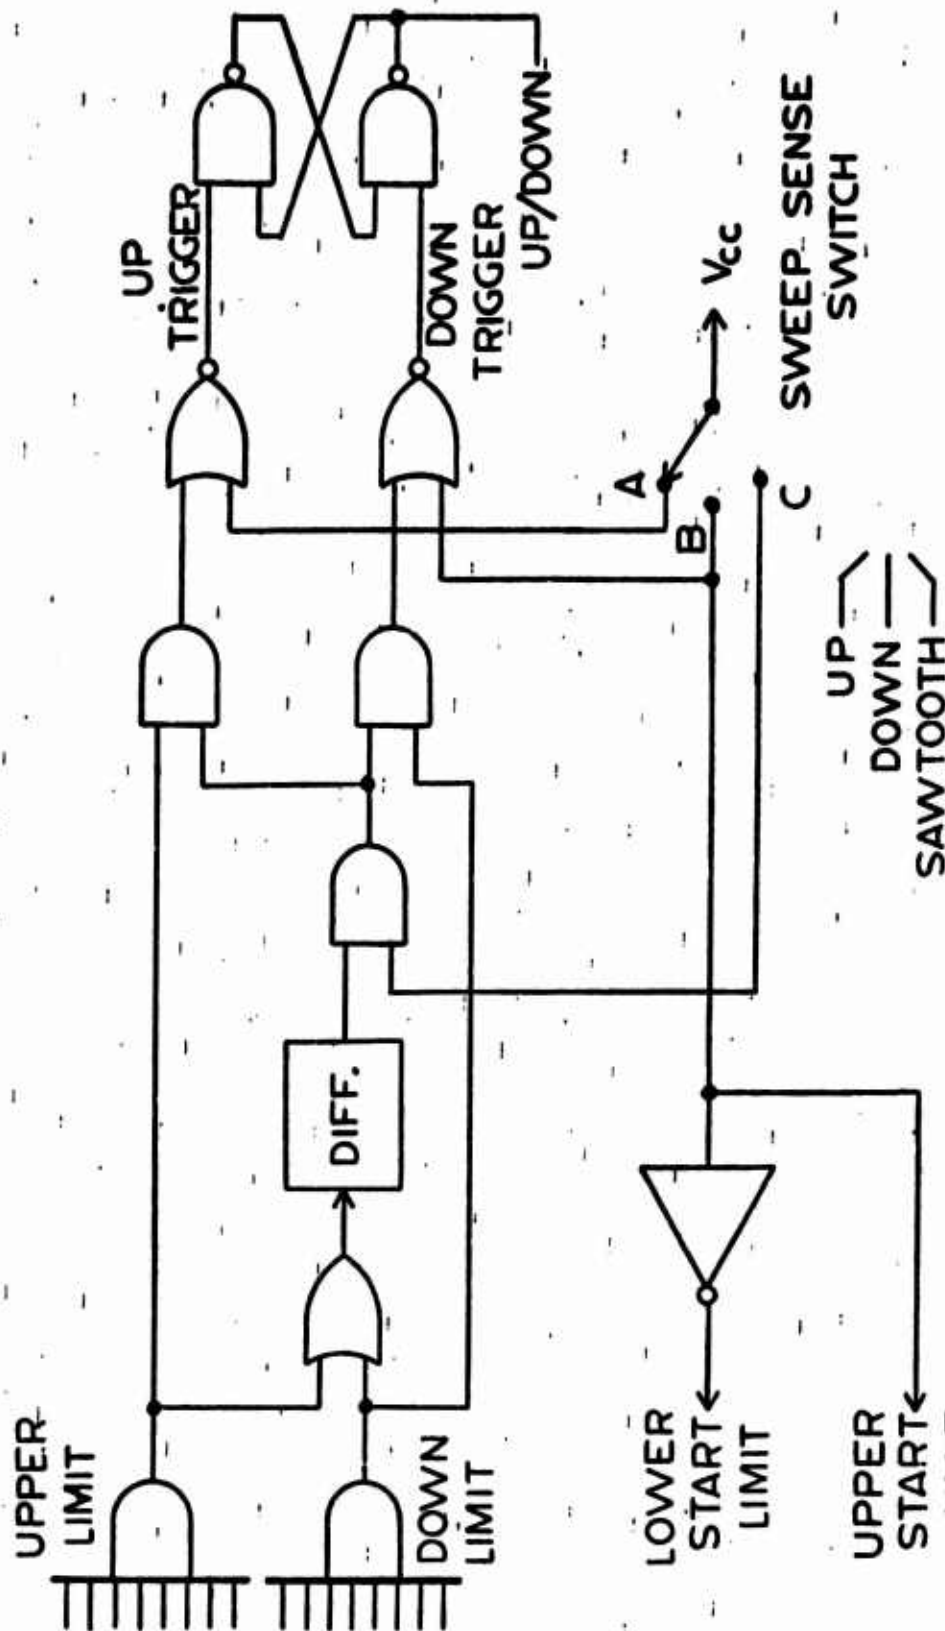 UPPER
LIMIT
DOWN
LIMIT
DIFF.
UP
TRIGGER
DOWN
TRIGGER
UP/DOWN
A
B
C
Vcc
SWEEP SENSE
SWITCH
UP
DOWN
SAWTOOTH
LOWER
START
LIMIT
UPPER
START